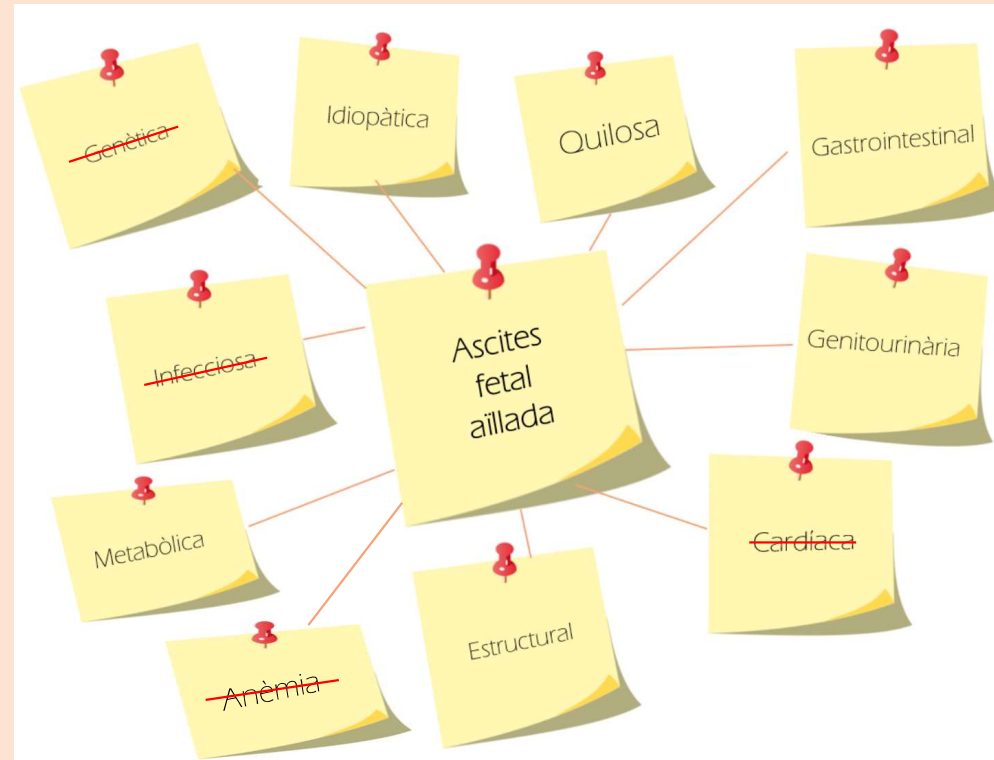 Genètica
Idiopàtica
Quilosa
Gastrointestinal
Infecciosa
Ascites
fetal
aïllada
Genitourinària
Metabòlica
Cardíaca
Anèmia
Estructural